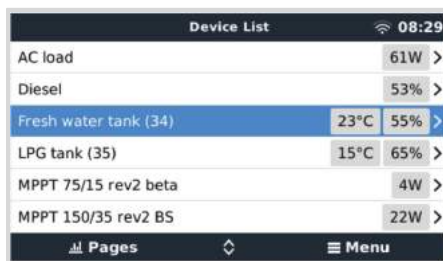 Device List 08:29
AC load 61W
Diesel 53%
Fresh water tank (34) 23°C 55%
LPG tank (35) 15°C 65%
MPPT 75/15 rev2 beta 4W
MPPT 150/35 rev2 BS 22W
Pages Menu